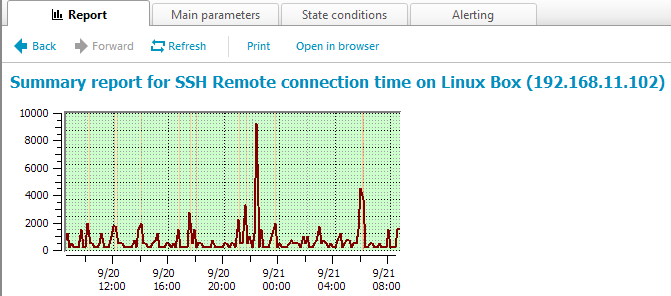 Report Main parameters State conditions Alerting
Back Forward Refresh Print Open in browser
Summary report for SSH Remote connection time on Linux Box (192.168.11.102)
10000
8000
6000
4000
2000
0
9/20 9/20 9/20 9/21 9/21 9/21
12:00 16:00 20:00 00:00 04:00 08:00